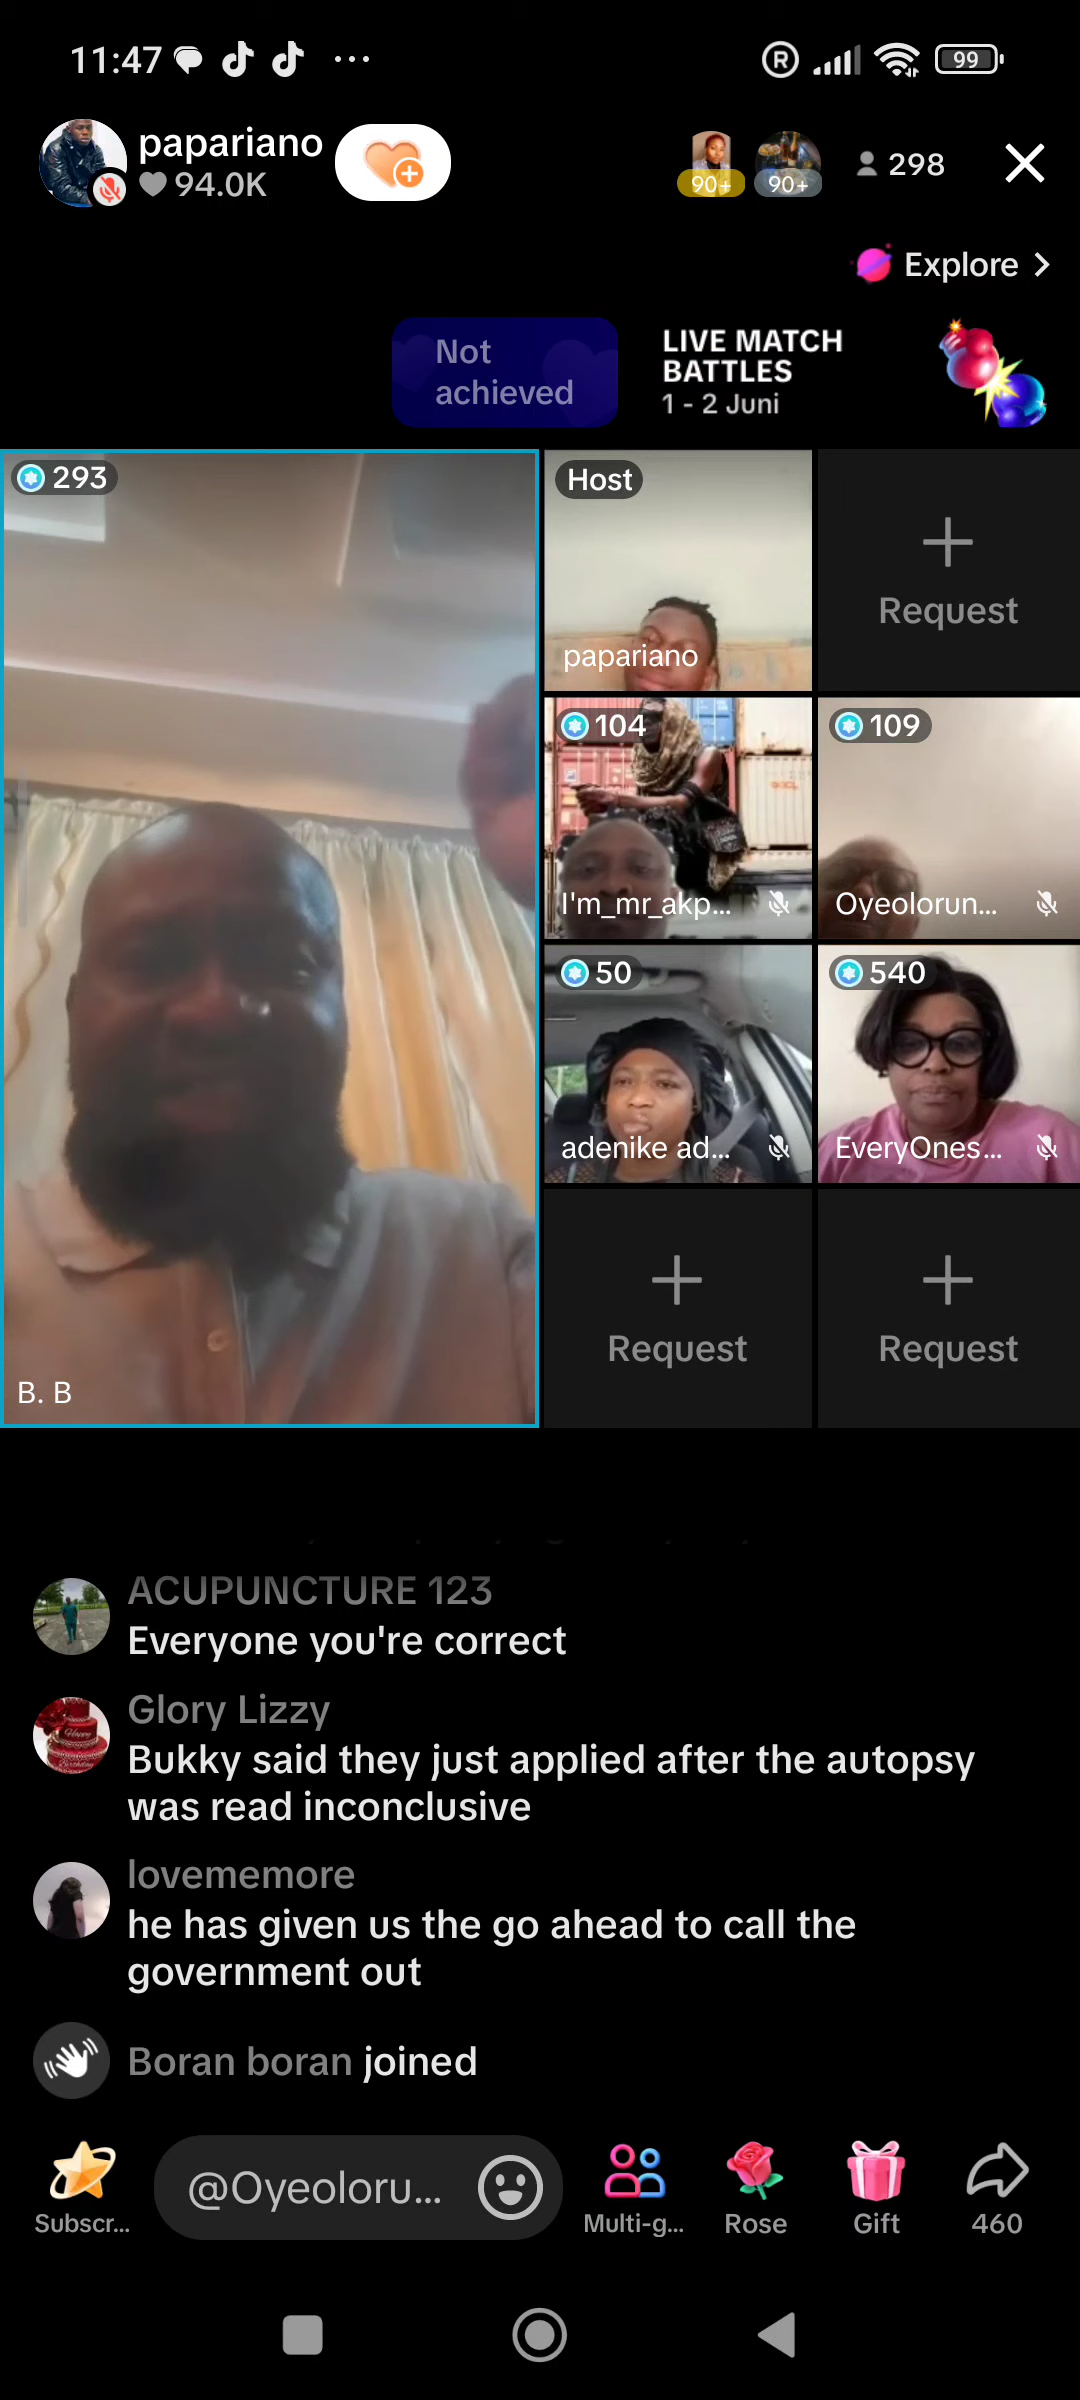 11:47
R
99
papariano
94.0K
90+
90+
298
Explore
Not
achieved
LIVE MATCH
BATTLES
1 - 2 Juni
293
Host
papariano
Request
104
I'm_mr_akp...
109
Oyeolorun...
50
adenike ad...
540
EveryOnes...
B. B
Request
Request
ACUPUNCTURE 123
Everyone you're correct
Glory Lizzy
Bukky said they just applied after the autopsy
was read inconclusive
lovememore
he has given us the go ahead to call the
government out
Boran boran joined
Subscr...
@Oyeoloru...
Multi-g...
Rose
Gift
460